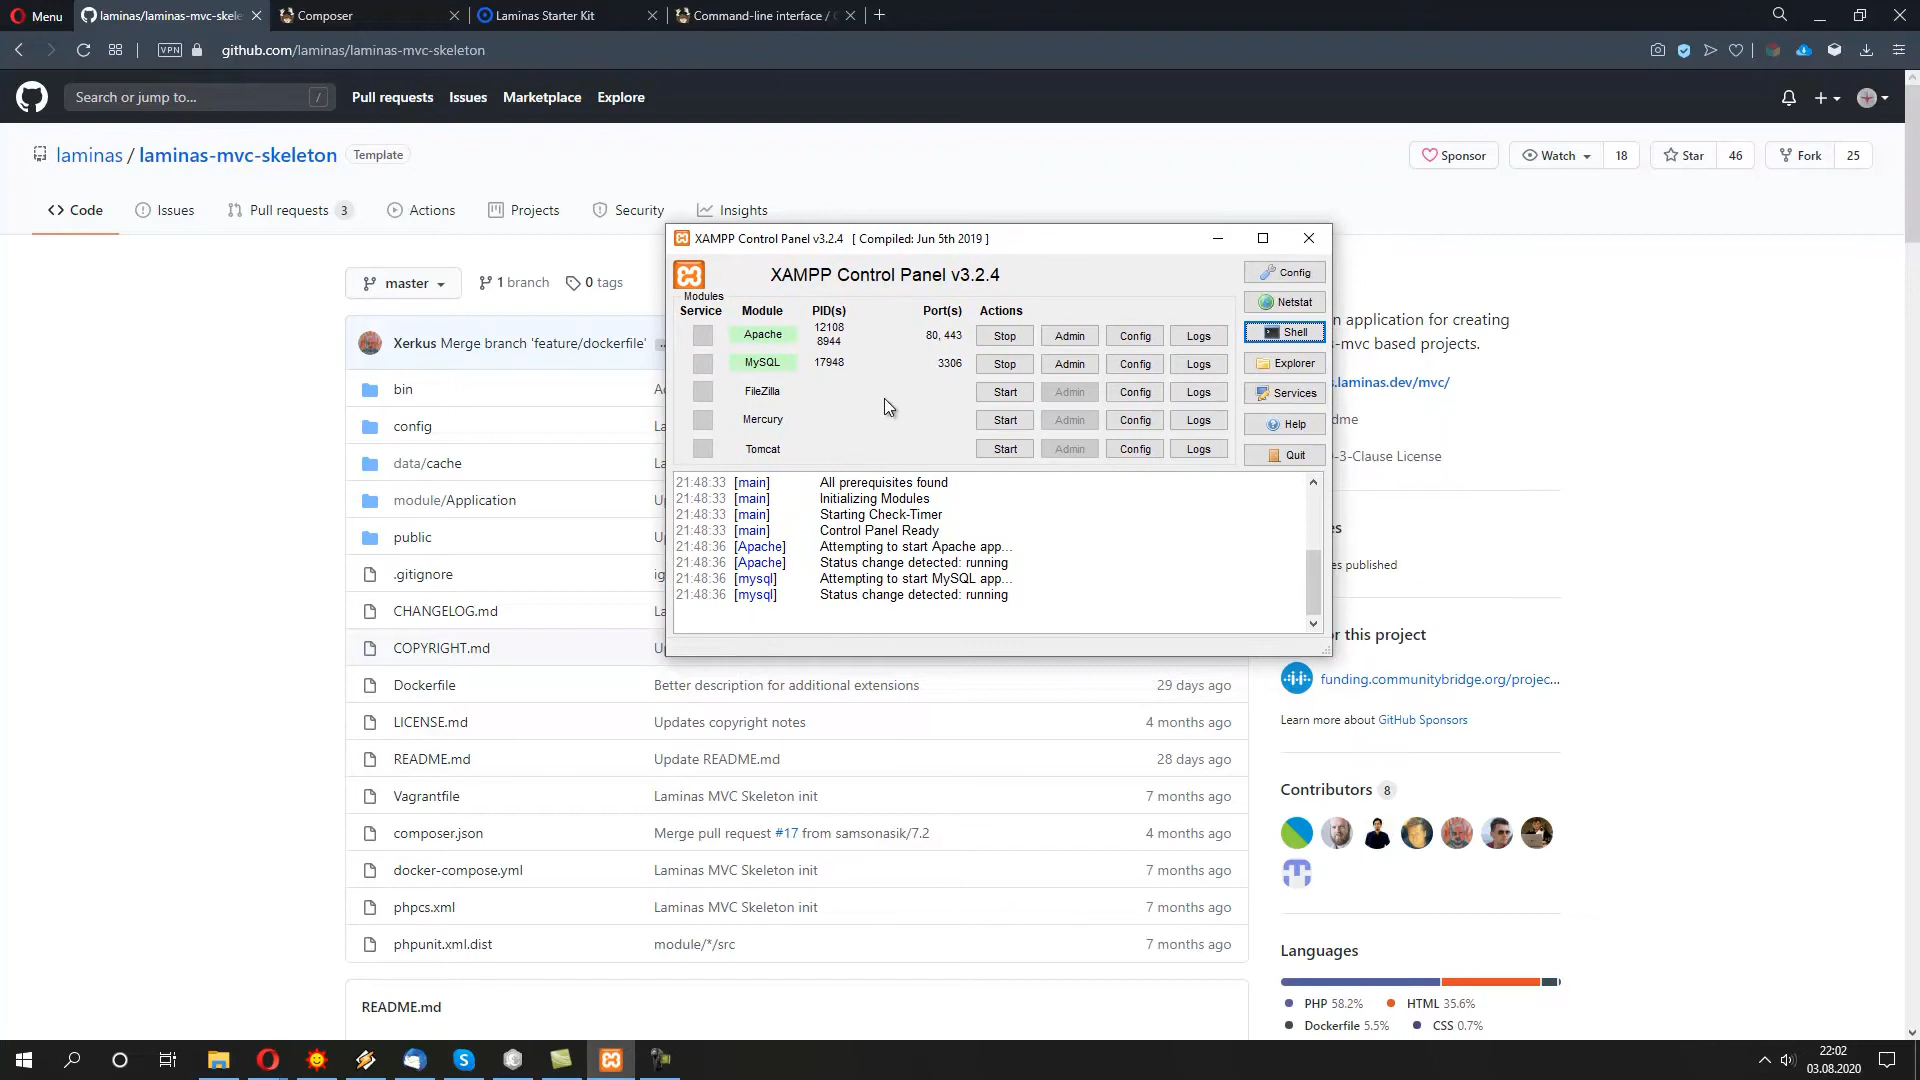 Menu
laminas/laminas-mvc-skele
Composer
Laminas Starter Kit
Command-line interface /
VPN
github.com/laminas/laminas-mvc-skeleton
Search or jump to...
/
Pull requests
Issues
Marketplace
Explore
laminas / laminas-mvc-skeleton
Template
Sponsor
Watch
18
Star
46
Fork
25
Code
Issues
Pull requests 3
Actions
Projects
Security
Insights
master
1 branch
0 tags
Xerkus Merge branch 'feature/dockerfile'
bin
config
data/cache
module/Application
public
.gitignore
CHANGELOG.md
COPYRIGHT.md
Dockerfile
Better description for additional extensions
29 days ago
LICENSE.md
Updates copyright notes
4 months ago
README.md
Update README.md
28 days ago
Vagrantfile
Laminas MVC Skeleton init
7 months ago
composer.json
Merge pull request #17 from samsonasik/7.2
4 months ago
docker-compose.yml
Laminas MVC Skeleton init
7 months ago
phpcs.xml
Laminas MVC Skeleton init
7 months ago
phpunit.xml.dist
module/*/src
7 months ago
README.md
XAMPP Control Panel v3.2.4 [ Compiled: Jun 5th 2019 ]
XAMPP Control Panel v3.2.4
Modules
Service
Module
PID(s)
Port(s)
Actions
Apache
12108
8944
80, 443
Stop
Admin
Config
Logs
MySQL
17948
3306
Stop
Admin
Config
Logs
FileZilla
Start
Admin
Config
Logs
Mercury
Start
Admin
Config
Logs
Tomcat
Start
Admin
Config
Logs
Config
Netstat
Shell
Explorer
Services
Help
Quit
21:48:33 [main] All prerequisites found
21:48:33 [main] Initializing Modules
21:48:33 [main] Starting Check-Timer
21:48:33 [main] Control Panel Ready
21:48:36 [Apache] Attempting to start Apache app...
21:48:36 [Apache] Status change detected: running
21:48:36 [mysql] Attempting to start MySQL app...
21:48:36 [mysql] Status change detected: running
n application for creating
-mvc based projects.
.laminas.dev/mvc/
dme
-3-Clause License
es
es published
r this project
funding.communitybridge.org/projec...
Learn more about GitHub Sponsors
Contributors 8
Languages
PHP 58.2%
HTML 35.6%
Dockerfile 5.5%
CSS 0.7%
22:02
03.08.2020